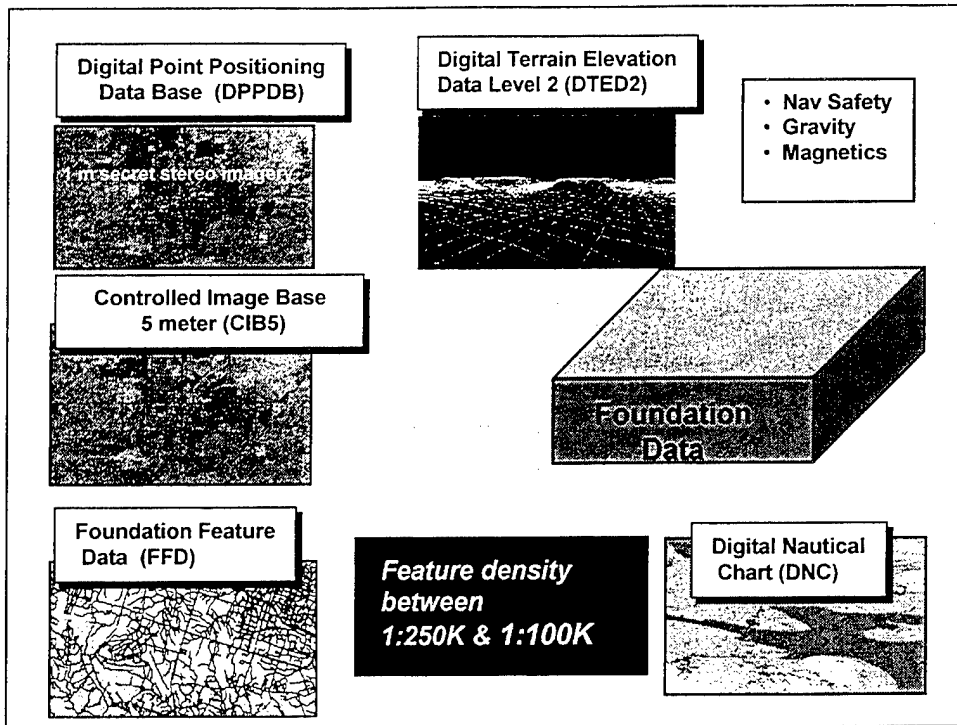 Digital Point Positioning
Data Base (DPPDB)
1 m secret stereo imagery
Digital Terrain Elevation
Data Level 2 (DTED2)
• Nav Safety
• Gravity
• Magnetics
Controlled Image Base
5 meter (CIB5)
Foundation
Data
Foundation Feature
Data (FFD)
Feature density
between
1:250K & 1:100K
Digital Nautical
Chart (DNC)